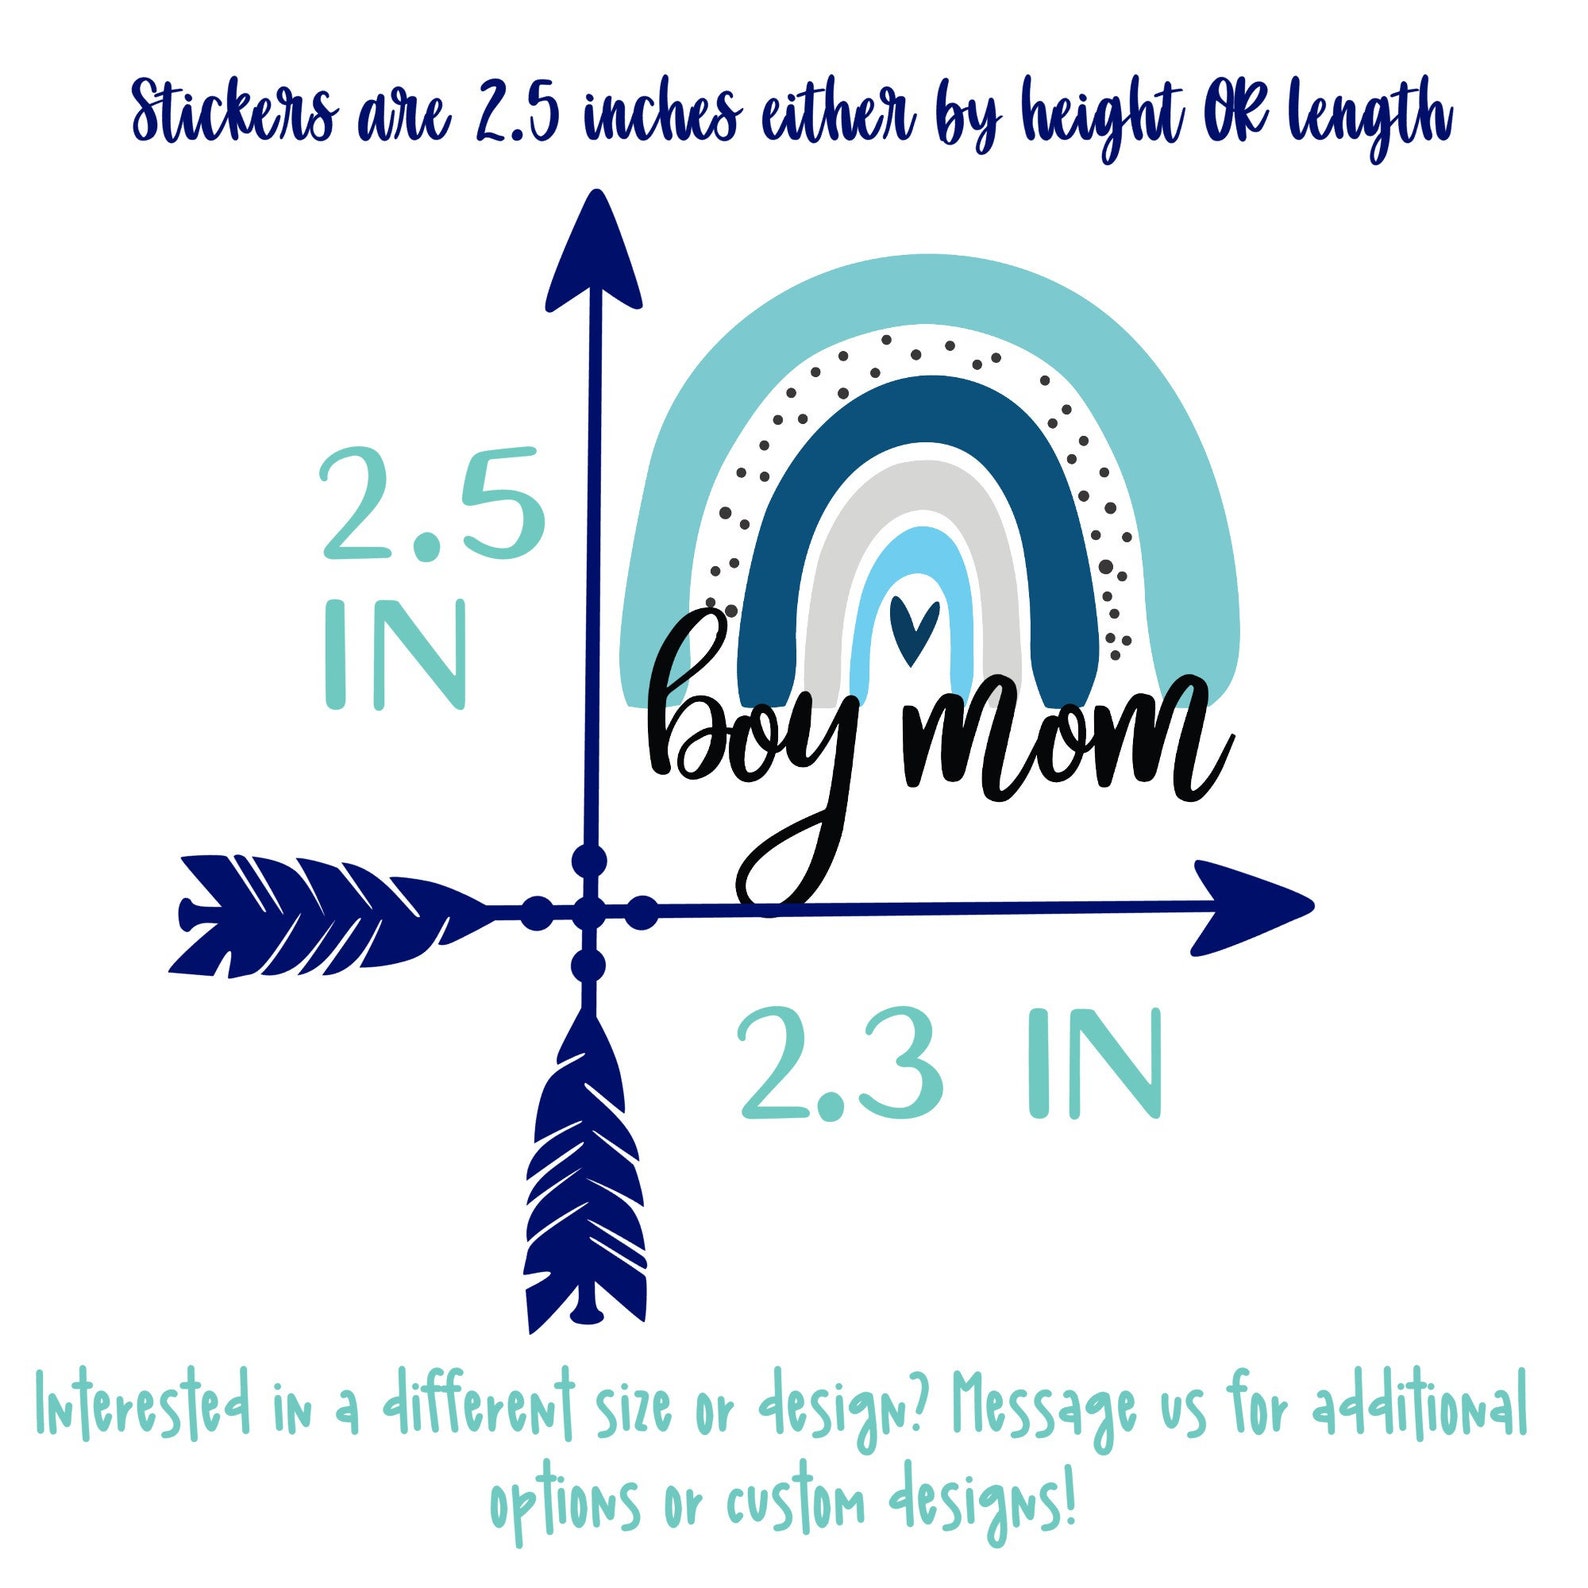 Stickers are 2.5 inches either by height OR length
2.5
IN
boy mom
2.3 IN
Interested in a different size or design? Message us for additional
options or custom designs!